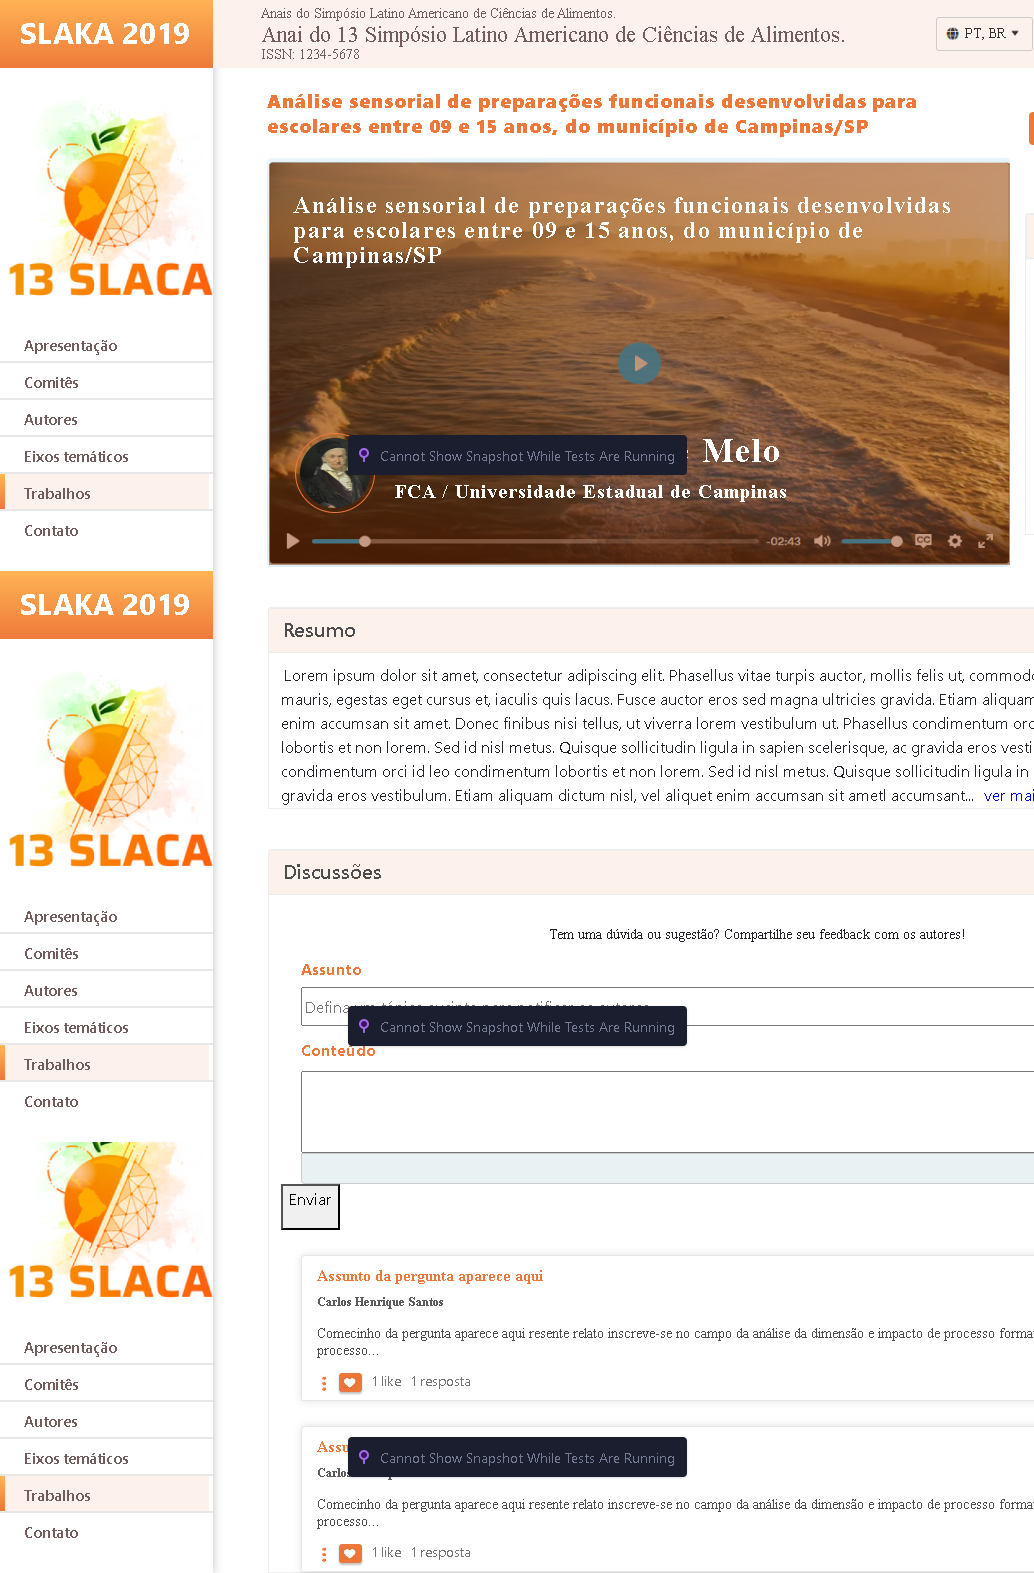 SLAKA 2019
Anais do Simpósio Latino Americano de Ciências de Alimentos.
Anai do 13 Simpósio Latino Americano de Ciências de Alimentos.
ISSN: 1234-5678
PT, BR
13 SLACA
Apresentação
Comitês
Autores
Eixos temáticos
Trabalhos
Contato
Análise sensorial de preparações funcionais desenvolvidas para
escolares entre 09 e 15 anos, do município de Campinas/SP
Análise sensorial de preparações funcionais desenvolvidas
para escolares entre 09 e 15 anos, do município de
Campinas/SP
Melo
Cannot Show Snapshot While Tests Are Running
FCA / Universidade Estadual de Campinas
-02:43
CC
SLAKA 2019
13 SLACA
Apresentação
Comitês
Autores
Eixos temáticos
Trabalhos
Contato
Resumo
Lorem ipsum dolor sit amet, consectetur adipiscing elit. Phasellus vitae turpis auctor, mollis felis ut, commod
mauris, egestas eget cursus et, iaculis quis lacus. Fusce auctor eros sed magna ultricies gravida. Etiam aliquam
enim accumsan sit amet. Donec finibus nisi tellus, ut viverra lorem vestibulum ut. Phasellus condimentum orc
lobortis et non lorem. Sed id nisl metus. Quisque sollicitudin ligula in sapien scelerisque, ac gravida eros vesti
condimentum orci id leo condimentum lobortis et non lorem. Sed id nisl metus. Quisque sollicitudin ligula in
gravida eros vestibulum. Etiam aliquam dictum nisl, vel aliquet enim accumsan sit ametl accumsant... ver mai
Discussões
Tem uma dúvida ou sugestão? Compartilhe seu feedback com os autores!
Assunto
Defina um tópico sucinto para notificar os autores
Cannot Show Snapshot While Tests Are Running
Conteúdo
Enviar
13 SLACA
Apresentação
Comitês
Autores
Eixos temáticos
Trabalhos
Contato
Assunto da pergunta aparece aqui
Carlos Henrique Santos
Comecinho da pergunta aparece aqui resente relato inscreve-se no campo da análise da dimensão e impacto de processo forma
processo...
1 like 1 resposta
Assu
Cannot Show Snapshot While Tests Are Running
Carlos
Comecinho da pergunta aparece aqui resente relato inscreve-se no campo da análise da dimensão e impacto de processo forma
processo...
1 like 1 resposta